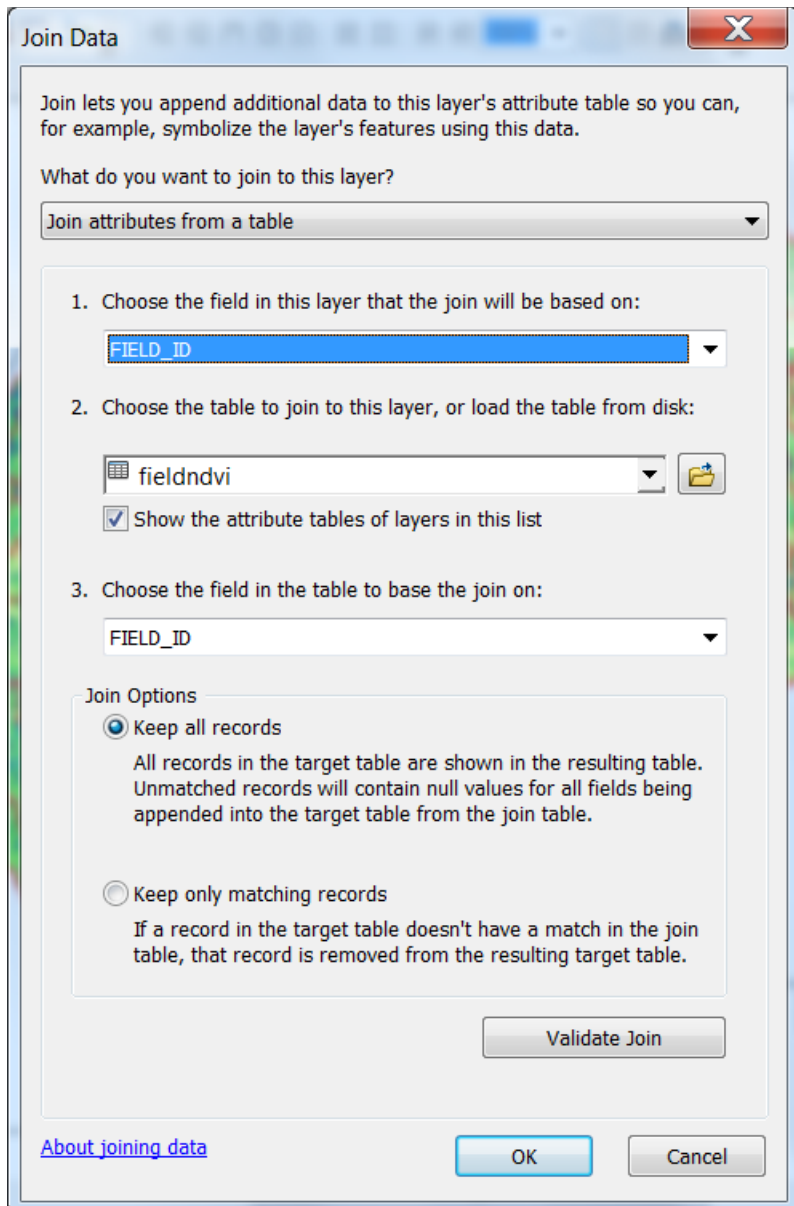 Join Data
Join lets you append additional data to this layer's attribute table so you can,
for example, symbolize the layer's features using this data.
What do you want to join to this layer?
Join attributes from a table
1. Choose the field in this layer that the join will be based on:
FIELD_ID
2. Choose the table to join to this layer, or load the table from disk:
fieldndvi
Show the attribute tables of layers in this list
3. Choose the field in the table to base the join on:
FIELD_ID
Join Options
Keep all records
All records in the target table are shown in the resulting table.
Unmatched records will contain null values for all fields being
appended into the target table from the join table.
Keep only matching records
If a record in the target table doesn't have a match in the join
table, that record is removed from the resulting target table.
Validate Join
About joining data
OK
Cancel